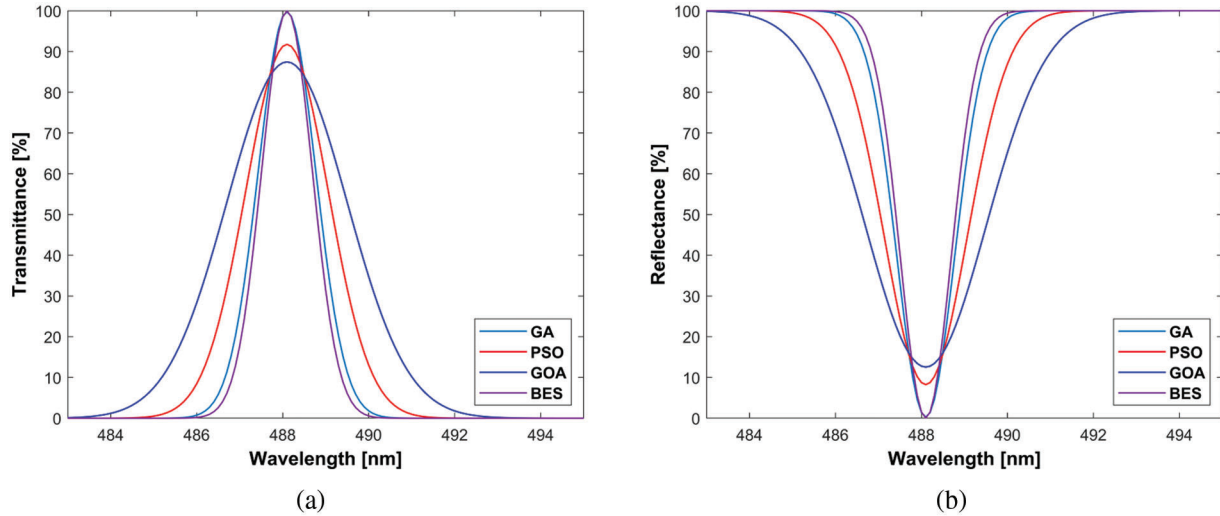 100
90
80
70
60
50
40
30
20
10
0
Transmittance [%]
484 486 488 490 492 494
Wavelength [nm]
GA
PSO
GOA
BES
(a)
100
90
80
70
60
50
40
30
20
10
0
Reflectance [%]
484 486 488 490 492 494
Wavelength [nm]
GA
PSO
GOA
BES
(b)